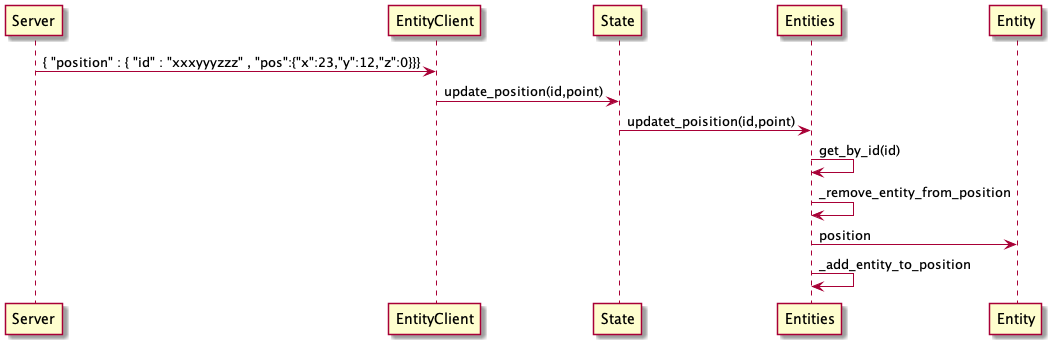 Server EntityClient State Entities Entity
{ "position" : { "id" : "xxxyyyzzz" , "pos":{"x":23,"y":12,"z":0}}}
update_position(id,point)
updatet_poisition(id,point)
get_by_id(id)
_remove_entity_from_position
position
_add_entity_to_position
Server EntityClient State Entities Entity